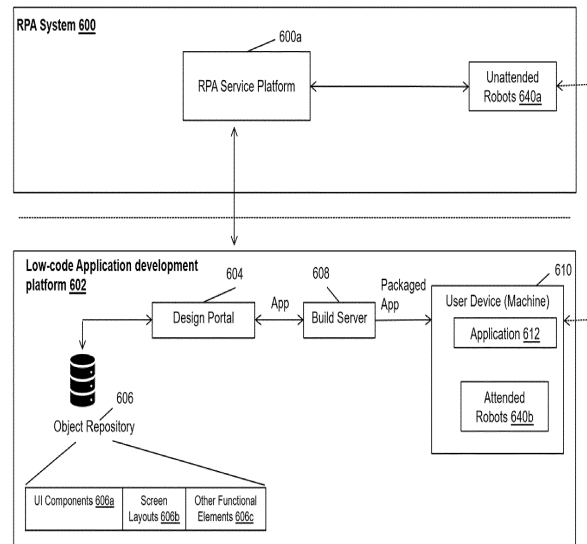 RPA System 600
600a
RPA Service Platform
Unattended
Robots 640a
Low-code Application development
platform 602
604
608
610
Design Portal
App
Build Server
Packaged
App
User Device (Machine)
Application 612
Attended
Robots 640b
606
Object Repository
UI Components 606a
Screen
Layouts 606b
Other Functional
Elements 606c